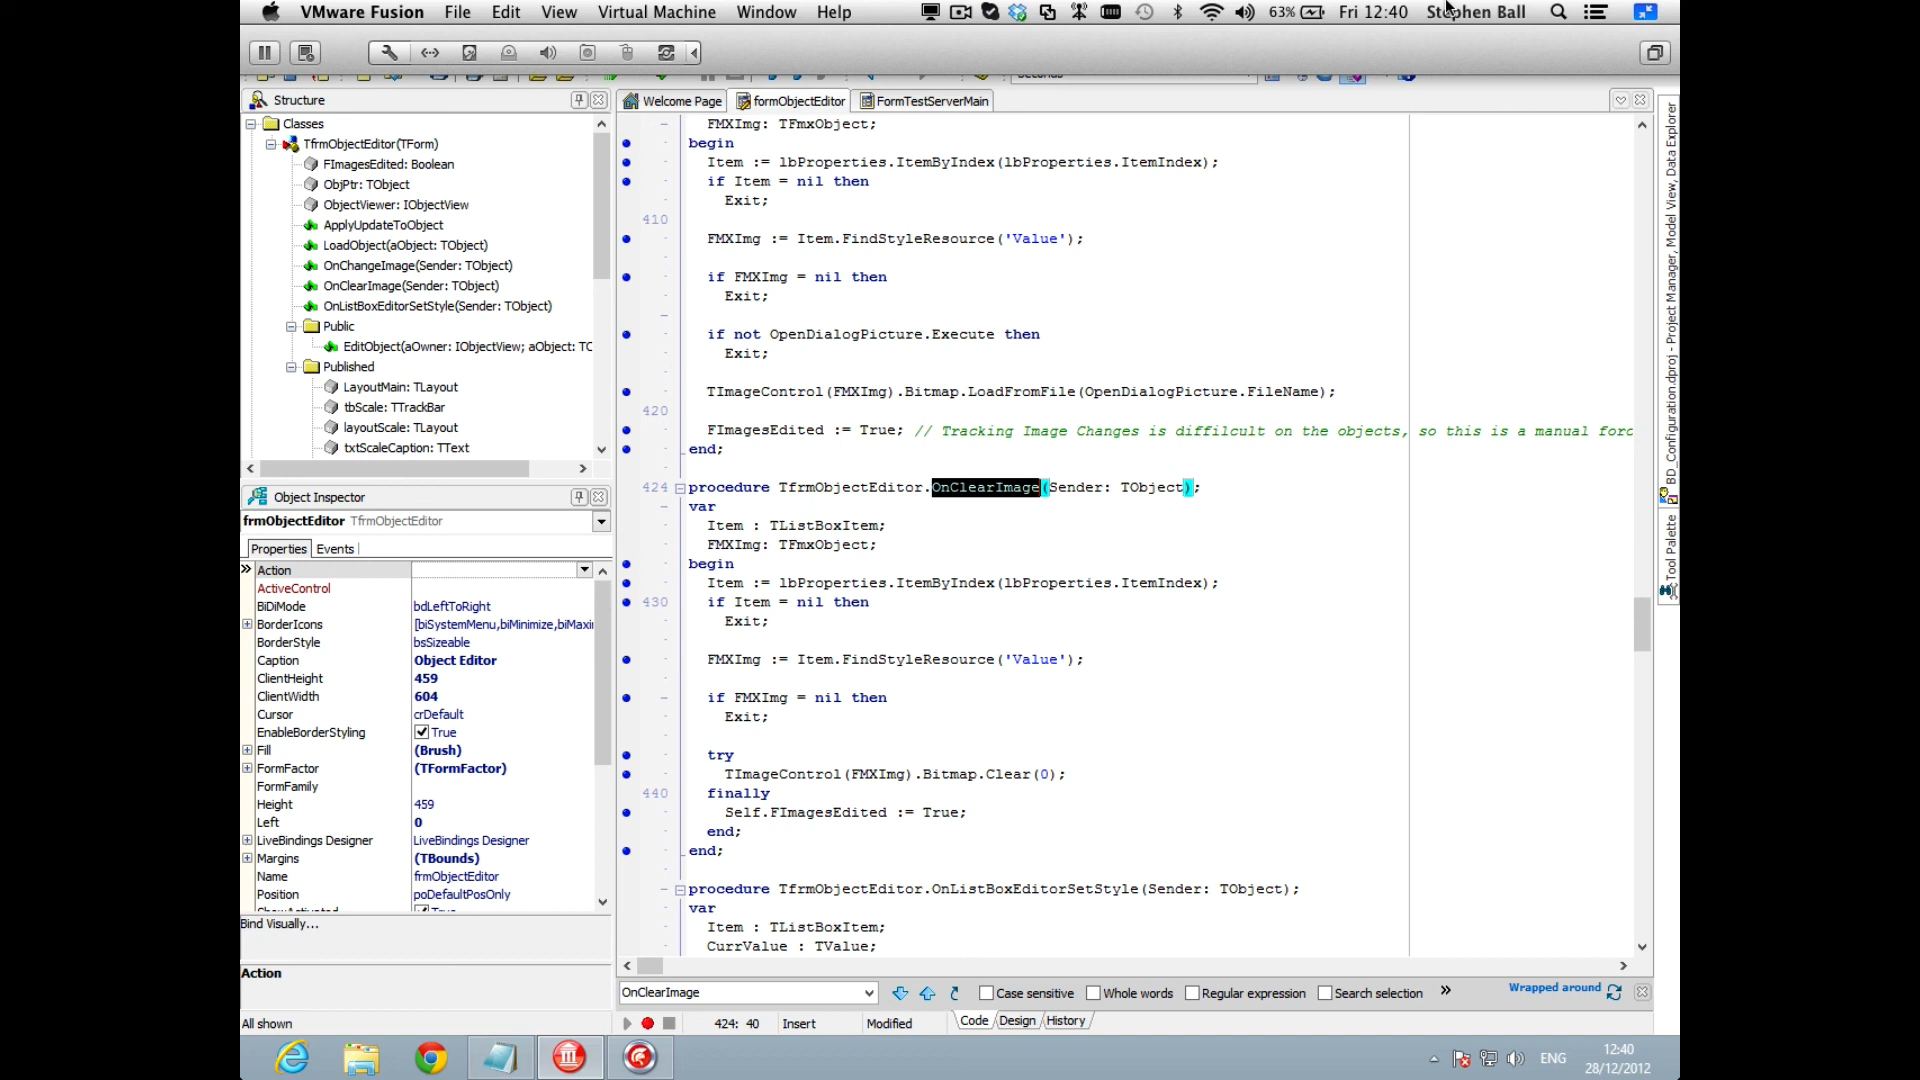 VMware Fusion File Edit View Virtual Machine Window Help 63% Fri 12:40 Stephen Ball
Structure
Classes
TfrmObjectEditor(TForm)
FImagesEdited: Boolean
ObjPtr: TObject
ObjectViewer: IObjectView
ApplyUpdateToObject
LoadObject(aObject: TObject)
OnChangeImage(Sender: TObject)
OnClearImage(Sender: TObject)
OnListBoxEditorSetStyle(Sender: TObject)
Public
EditObject(aOwner: IObjectView; aObject: TC
Published
LayoutMain: TLayout
tbScale: TTrackBar
layoutScale: TLayout
txtScaleCaption: TText
Object Inspector
frmObjectEditor TfrmObjectEditor
Properties Events
Action
ActiveControl
BiDiMode bdLeftToRight
BorderIcons [biSystemMenu,biMinimize,biMaxi
BorderStyle bsSizeable
Caption Object Editor
ClientHeight 459
ClientWidth 604
Cursor crDefault
EnableBorderStyling True
Fill (Brush)
FormFactor (TFormFactor)
FormFamily
Height 459
Left 0
LiveBindings Designer LiveBindings Designer
Margins (TBounds)
Name frmObjectEditor
Position poDefaultPosOnly
Bind Visually...
Action
All shown
Welcome Page formObjectEditor FormTestServerMain
FMXImg: TFmxObject;
begin
Item := lbProperties.ItemByIndex(lbProperties.ItemIndex);
if Item = nil then
Exit;
410
FMXImg := Item.FindStyleResource('Value');
if FMXImg = nil then
Exit;
if not OpenDialogPicture.Execute then
Exit;
TImageControl(FMXImg).Bitmap.LoadFromFile(OpenDialogPicture.FileName);
420
FImagesEdited := True; // Tracking Image Changes is diffilcult on the objects, so this is a manual forc
end;
424 procedure TfrmObjectEditor.OnClearImage(Sender: TObject);
var
Item : TListBoxItem;
FMXImg: TFmxObject;
begin
Item := lbProperties.ItemByIndex(lbProperties.ItemIndex);
430 if Item = nil then
Exit;
FMXImg := Item.FindStyleResource('Value');
if FMXImg = nil then
Exit;
try
TImageControl(FMXImg).Bitmap.Clear(0);
440 finally
Self.FImagesEdited := True;
end;
end;
procedure TfrmObjectEditor.OnListBoxEditorSetStyle(Sender: TObject);
var
Item : TListBoxItem;
CurrValue : TValue;
OnClearImage Case sensitive Whole words Regular expression Search selection » Wrapped around
424: 40 Insert Modified Code Design History
BD_Configuration.dproj - Project Manager, Model View, Data Explorer
Tool Palette
ENG 12:40
28/12/2012